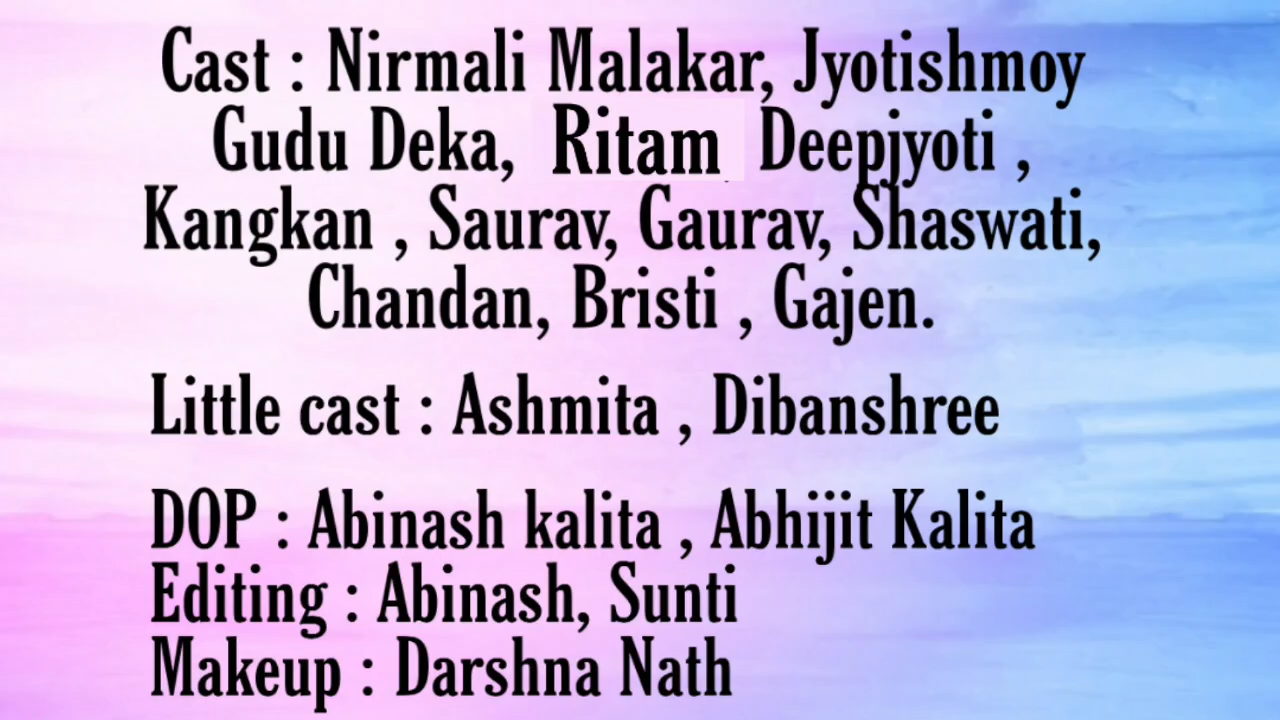 Cast : Nirmali Malakar, Jyotishmoy
Gudu Deka, Ritam Deepjyoti ,
Kangkan , Saurav, Gaurav, Shaswati,
Chandan, Bristi , Gajen.
Little cast : Ashmita , Dibanshree
DOP : Abinash kalita , Abhijit Kalita
Editing : Abinash, Sunti
Makeup : Darshna Nath